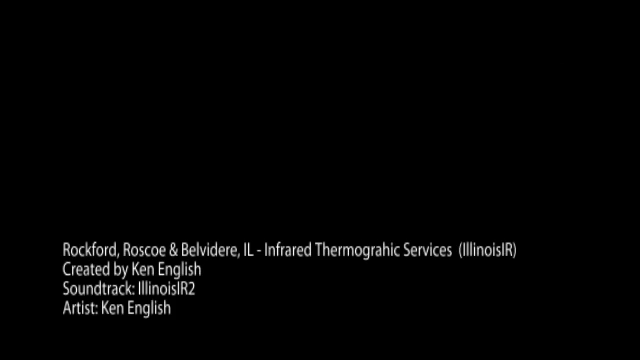 Rockford, Roscoe & Belvidere, IL - Infrared Thermograhic Services  (IllinoisIR)
Created by Ken English
Soundtrack: IllinoisIR2
Artist: Ken English